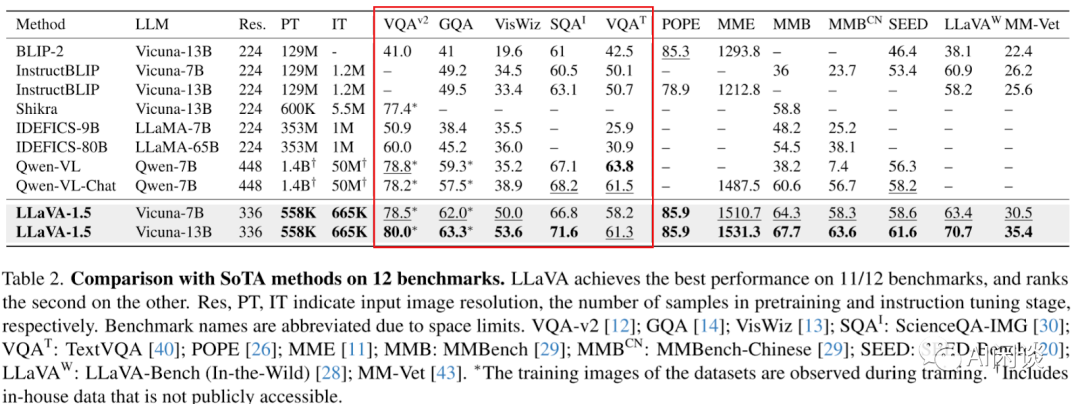 Method LLM Res. PT IT VQAv2 GQA VisWiz SQAI VQAT POPE MME MMB MMBCN SEED LLaVAW MM-Vet
BLIP-2 Vicuna-13B 224 129M - 41.0 41 19.6 61 42.5 85.3 1293.8 – – 46.4 38.1 22.4
InstructBLIP Vicuna-7B 224 129M 1.2M – 49.2 34.5 60.5 50.1 – – 36 23.7 53.4 60.9 26.2
InstructBLIP Vicuna-13B 224 129M 1.2M – 49.5 33.4 63.1 50.7 78.9 1212.8 – – – 58.2 25.6
Shikra Vicuna-13B 224 600K 5.5M 77.4* – – – – – – 58.8 – – – –
IDEFICS-9B LLaMA-7B 224 353M 1M 50.9 38.4 35.5 – 25.9 – – 48.2 25.2 – – –
IDEFICS-80B LLaMA-65B 224 353M 1M 60.0 45.2 36.0 – 30.9 – – 54.5 38.1 – – –
Qwen-VL Qwen-7B 448 1.4B† 50M† 78.8* 59.3* 35.2 67.1 63.8 – – 38.2 7.4 56.3 – –
Qwen-VL-Chat Qwen-7B 448 1.4B† 50M† 78.2* 57.5* 38.9 68.2 61.5 – 1487.5 60.6 56.7 58.2 – –
LLaVA-1.5 Vicuna-7B 336 558K 665K 78.5* 62.0* 50.0 66.8 58.2 85.9 1510.7 64.3 58.3 58.6 63.4 30.5
LLaVA-1.5 Vicuna-13B 336 558K 665K 80.0* 63.3* 53.6 71.6 61.3 85.9 1531.3 67.7 63.6 61.6 70.7 35.4
Table 2. Comparison with SoTA methods on 12 benchmarks. LLaVA achieves the best performance on 11/12 benchmarks, and ranks
the second on the other. Res, PT, IT indicate input image resolution, the number of samples in pretraining and instruction tuning stage,
respectively. Benchmark names are abbreviated due to space limits. VQA-v2 [12]; GQA [14]; VisWiz [13]; SQAI: ScienceQA-IMG [30];
VQAT: TextVQA [40]; POPE [26]; MME [11]; MMB: MMBench [29]; MMBCN: MMBench-Chinese [29]; SEED: SEED-Bench [20];
LLaVAW: LLaVA-Bench (In-the-Wild) [28]; MM-Vet [43]. *The training images of the datasets are observed during training. †Includes
in-house data that is not publicly accessible.